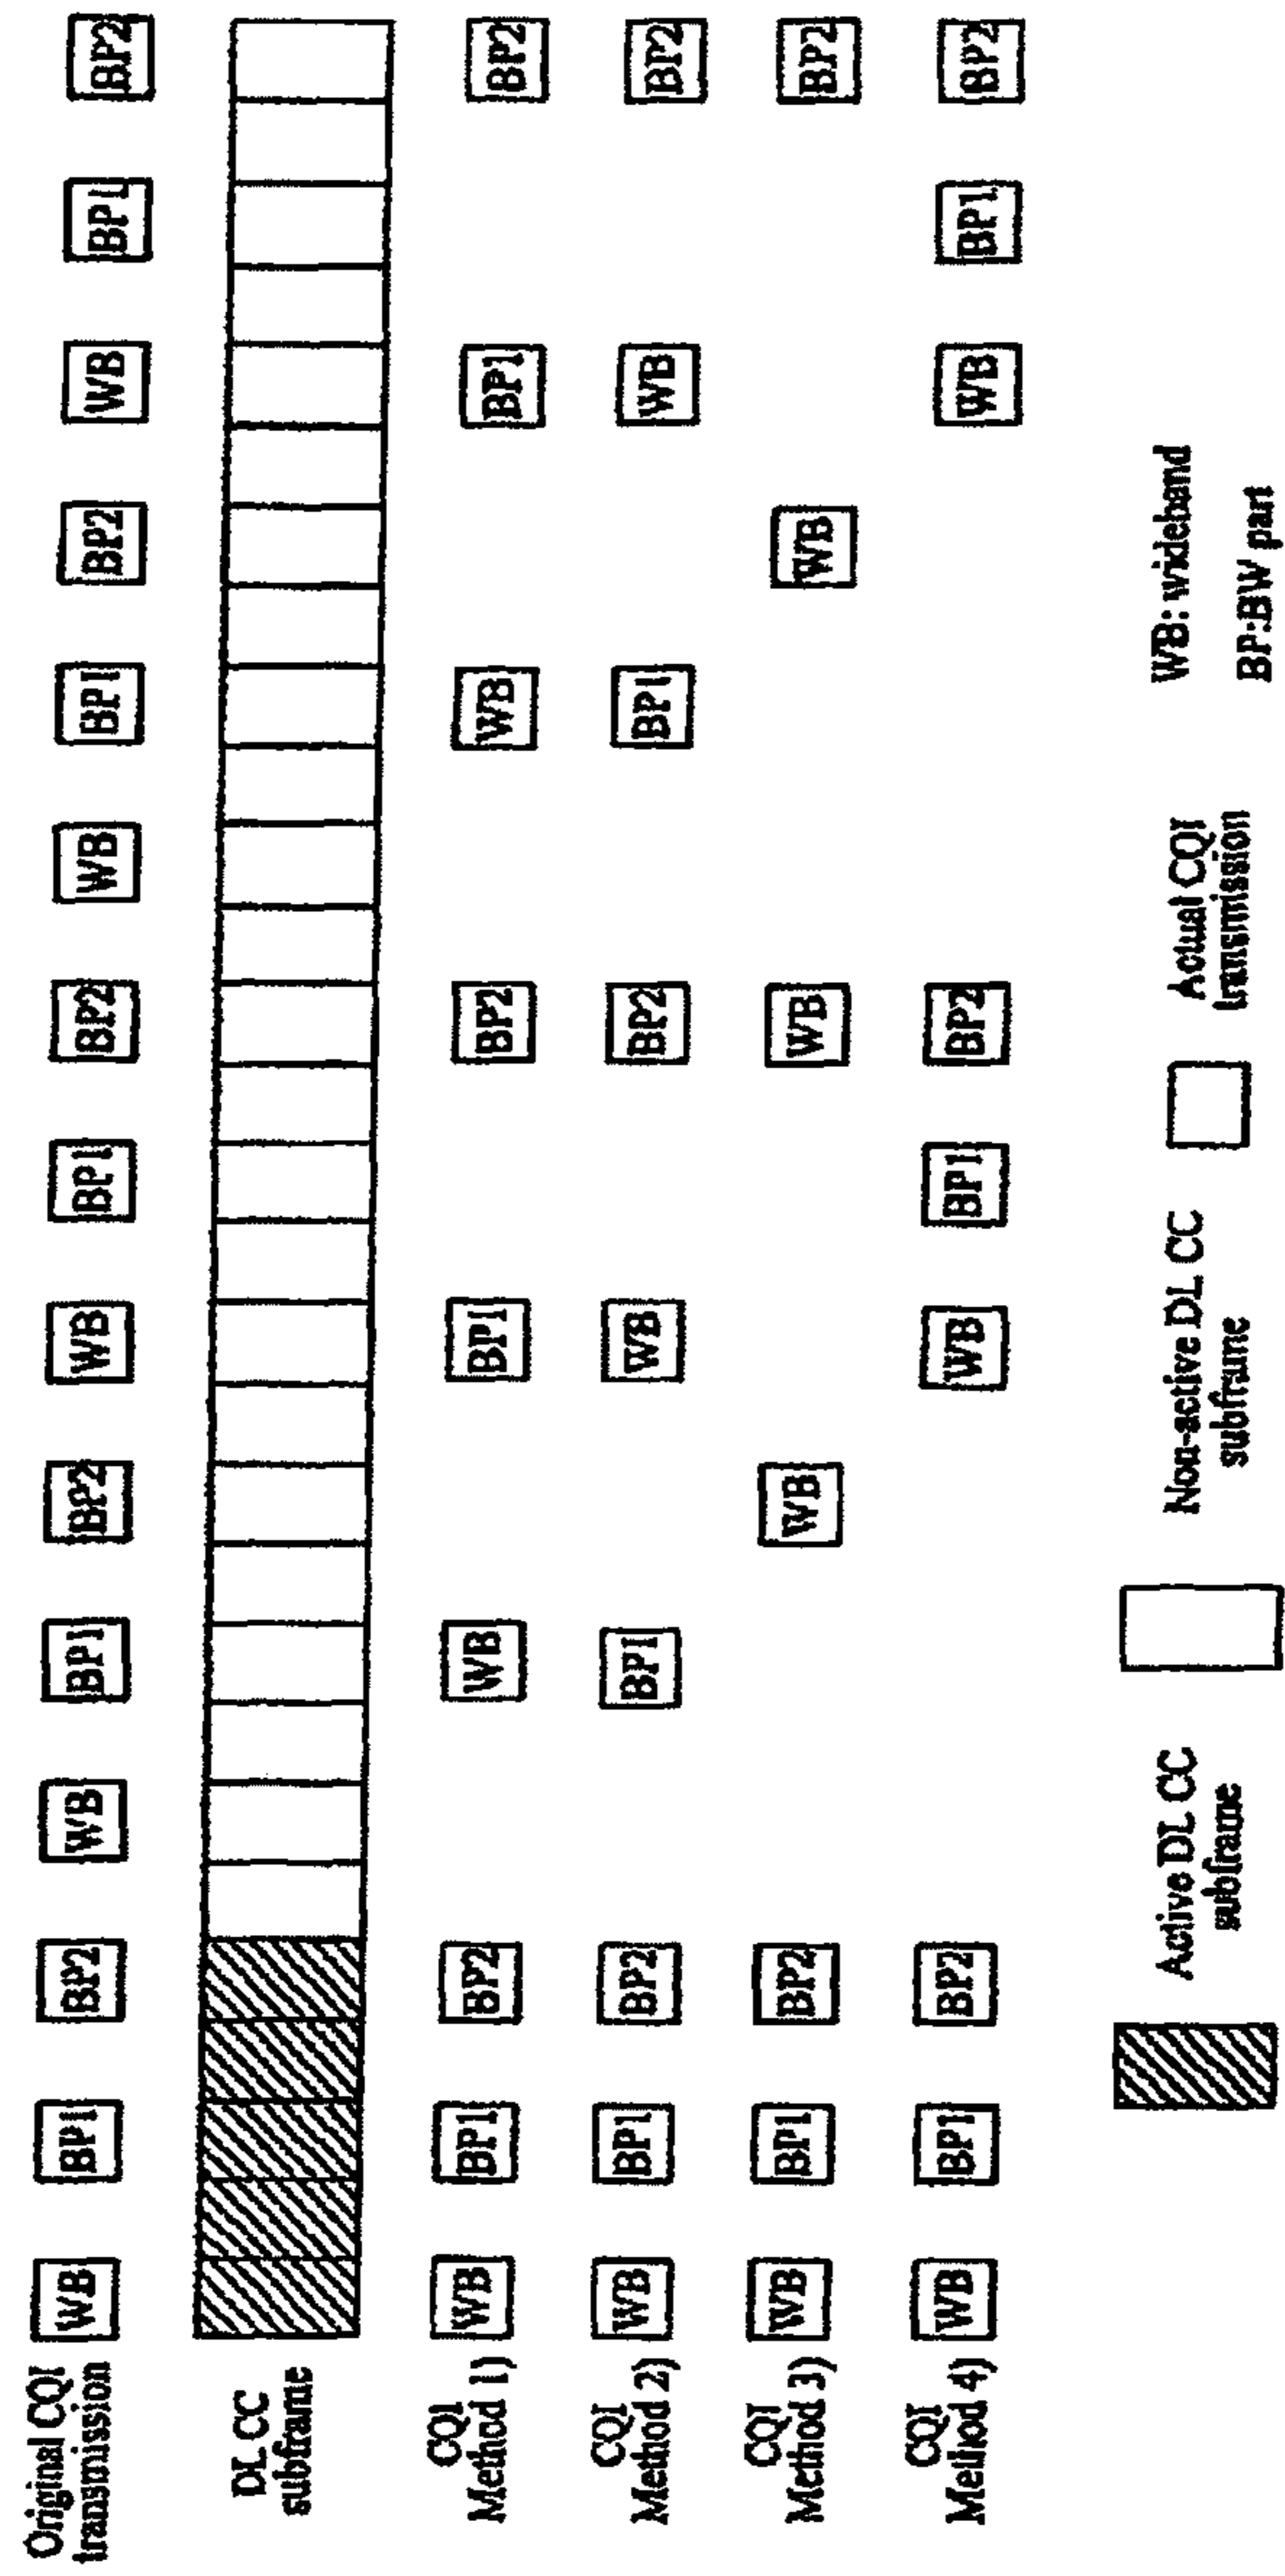 Original CQI
transmission
WB BP1 BP2 WB BP1 BP2 WB BP1 BP2 WB BP1 BP2 WB BP1 BP2
DL CC
subframe
CQI
Method 1)
WB BP1 BP2 WB BP1 BP2 WB BP1 BP2
CQI
Method 2)
WB BP1 BP2 BP1 WB BP2 BP1 WB BP2
CQI
Method 3)
WB BP1 BP2 WB WB WB BP2
CQI
Method 4)
WB BP1 BP2 WB BP1 BP2 WB BP1 BP2
Active DL CC
subframe
Non-active DL CC
subframe
Actual CQI
transmission
WB: wideband
BP:BW part